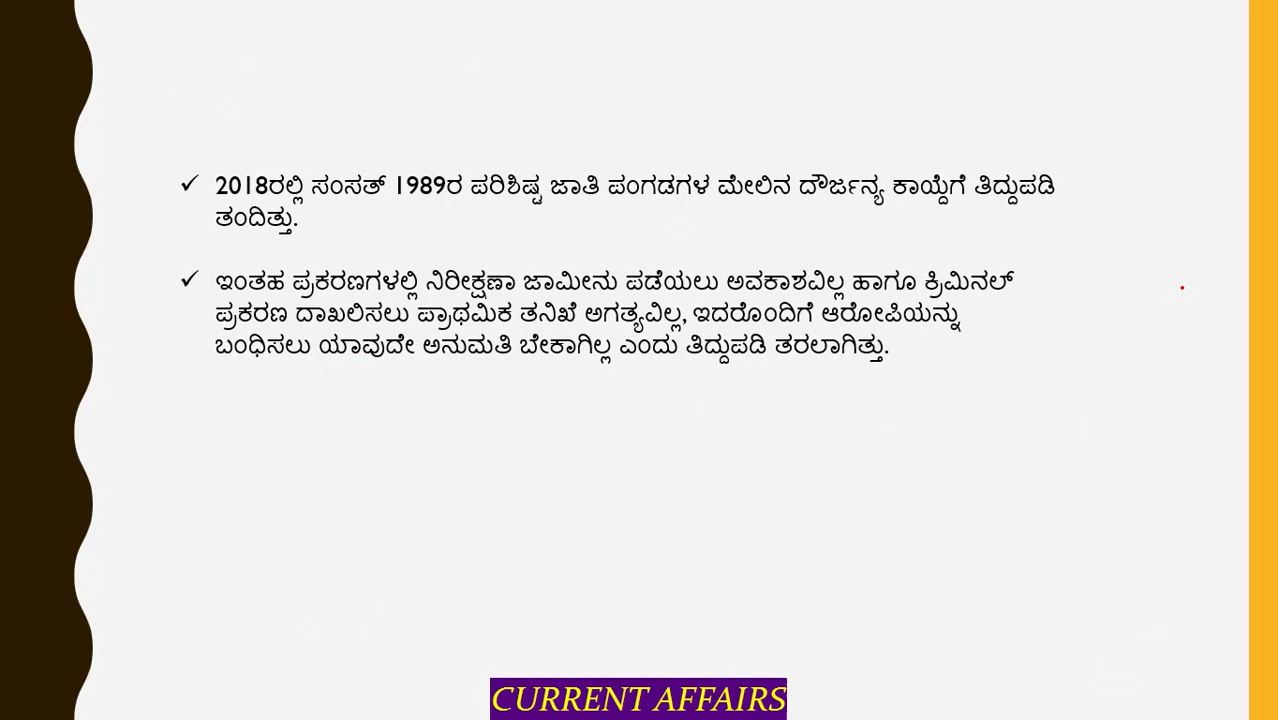 2018ರಲ್ಲಿ ಸಂಸತ್ 1989ರ ಪರಿಶಿಷ್ಟ ಜಾತಿ ಪಂಗಡಗಳ ಮೇಲಿನ ದೌರ್ಜನ್ಯ ಕಾಯ್ದೆಗೆ ತಿದ್ದುಪಡಿ
ತಂದಿತ್ತು.
ಇಂತಹ ಪ್ರಕರಣಗಳಲ್ಲಿ ನಿರೀಕ್ಷಣಾ ಜಾಮೀನು ಪಡೆಯಲು ಅವಕಾಶವಿಲ್ಲ ಹಾಗೂ ಕ್ರಿಮಿನಲ್
ಪ್ರಕರಣ ದಾಖಲಿಸಲು ಪ್ರಾಥಮಿಕ ತನಿಖೆ ಅಗತ್ಯವಿಲ್ಲ, ಇದರೊಂದಿಗೆ ಆರೋಪಿಯನ್ನು
ಬಂಧಿಸಲು ಯಾವುದೇ ಅನುಮತಿ ಬೇಕಾಗಿಲ್ಲ ಎಂದು ತಿದ್ದುಪಡಿ ತರಲಾಗಿತ್ತು.
CURRENT AFFAIRS